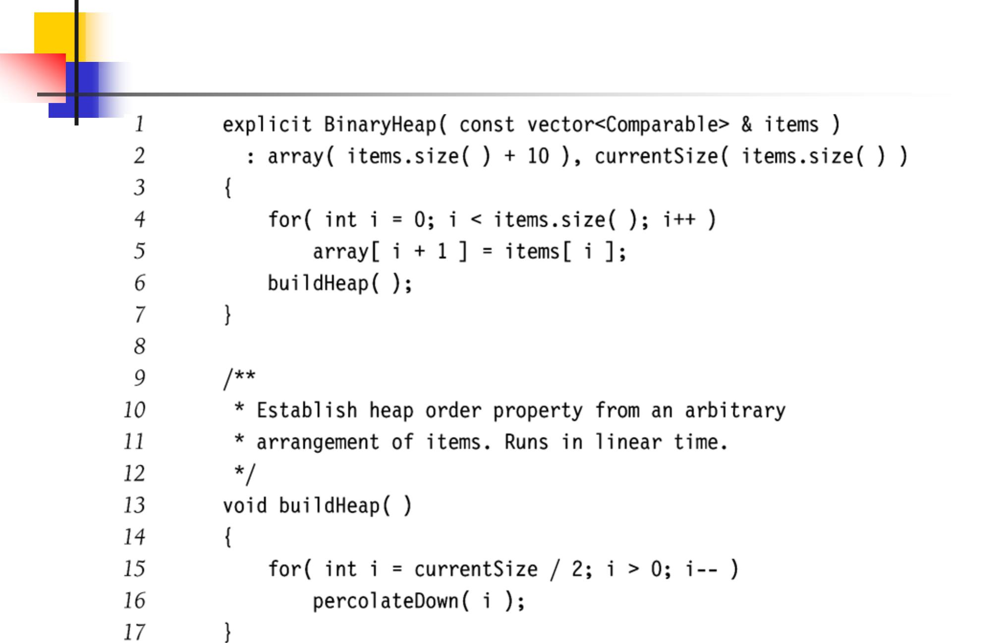 1 explicit BinaryHeap( const vector<Comparable> & items )
2 : array( items.size( ) + 10 ), currentSize( items.size( ) )
3 {
4 for( int i = 0; i < items.size( ); i++ )
5 array[ i + 1 ] = items[ i ];
6 buildHeap( );
7 }
8
9 /**
10 * Establish heap order property from an arbitrary
11 * arrangement of items. Runs in linear time.
12 */
13 void buildHeap( )
14 {
15 for( int i = currentSize / 2; i > 0; i-- )
16 percolateDown( i );
17 }